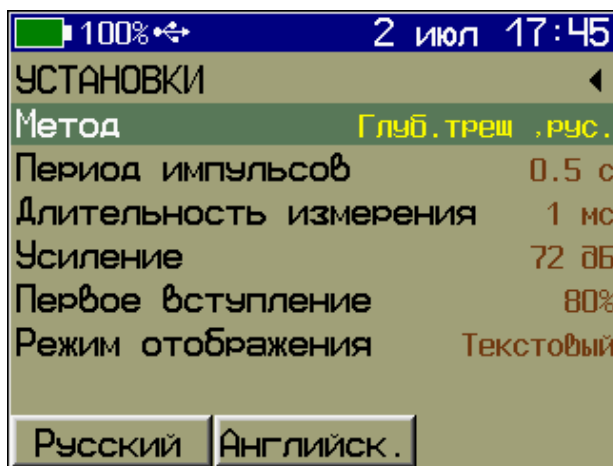 100% 2 июл 17:45
УСТАНОВКИ
Метод Глуб.трещ ,рус.
Период импульсов 0.5 с
Длительность измерения 1 мс
Усиление 72 дБ
Первое вступление 80%
Режим отображения Текстовый
Русский Английск.